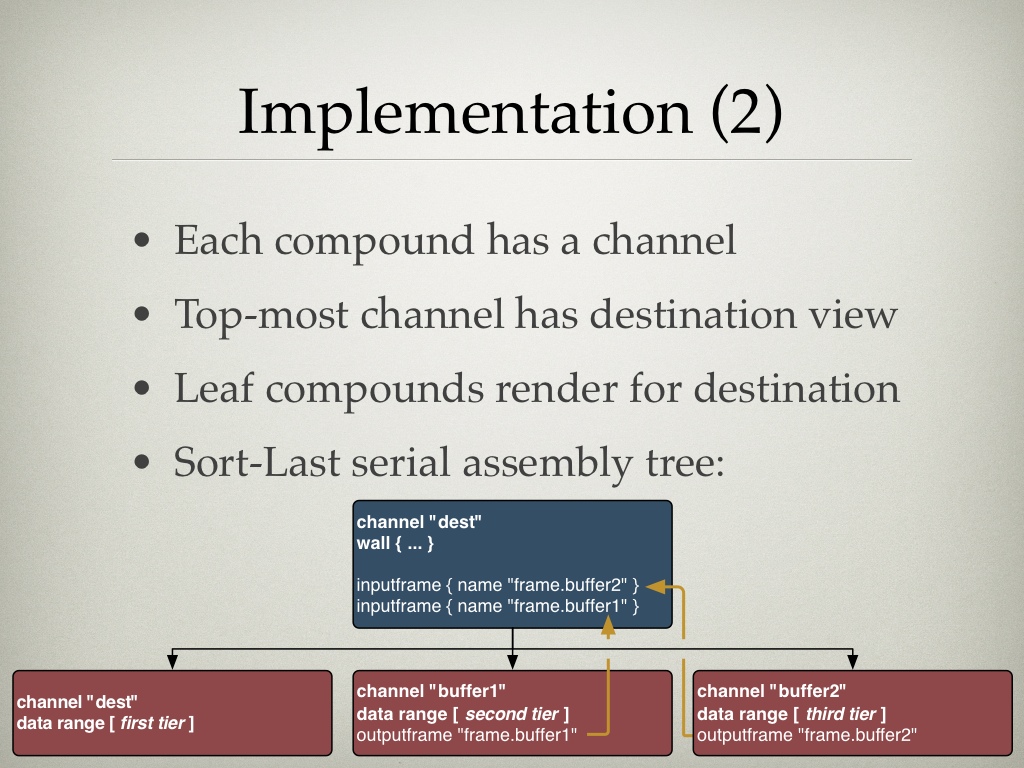 Implementation (2)
• Each compound has a channel
• Top-most channel has destination view
• Leaf compounds render for destination
• Sort-Last serial assembly tree:
channel "dest"
wall { ... }
inputframe { name "frame.buffer2" }
inputframe { name "frame.buffer1" }
channel "dest"
data range [ first tier ]
channel "buffer1"
data range [ second tier ]
outputframe "frame.buffer1"
channel "buffer2"
data range [ third tier ]
outputframe "frame.buffer2"